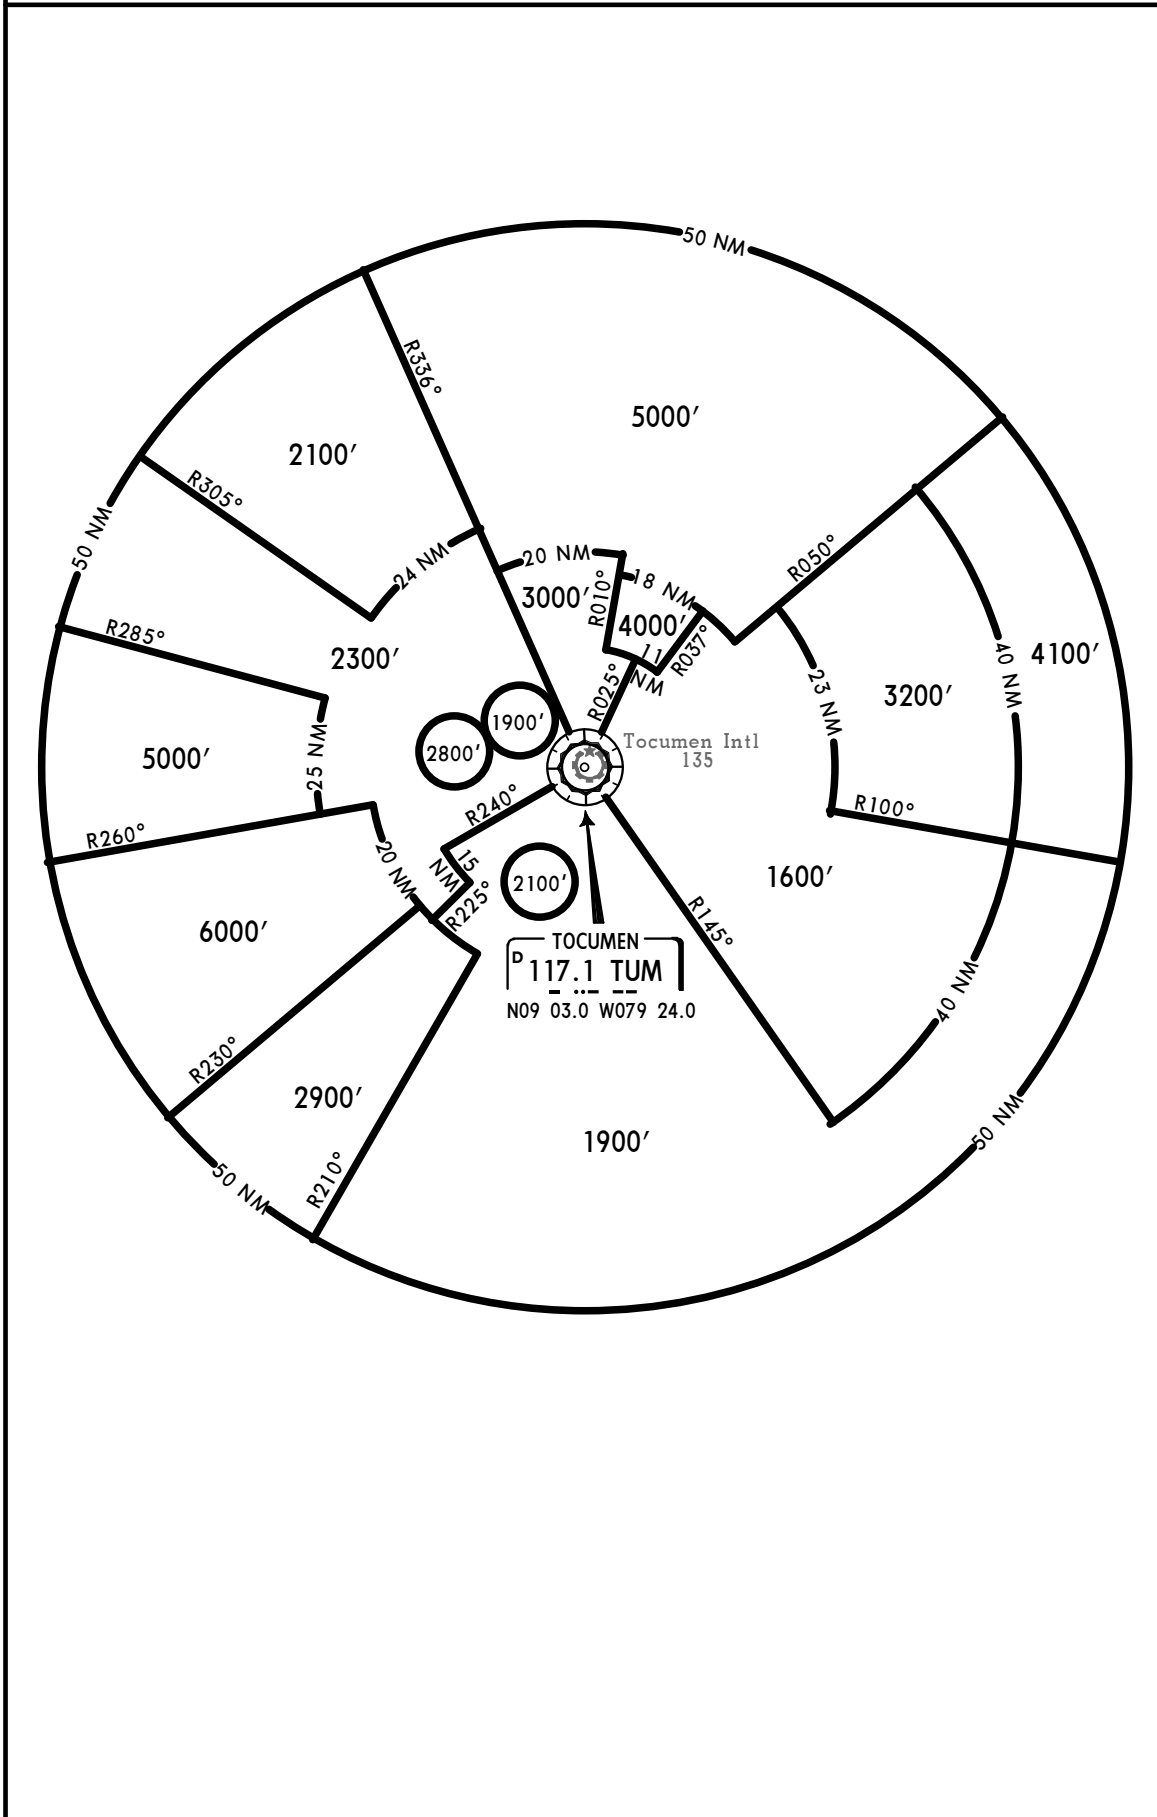 50 NM
R336°
5000′
2100′
R305°
50 NM
24 NM
20 NM
R050°
18 NM
R010°
3000′
4000′
R037°
11
NM
R025°
40 NM
4100′
R285°
2300′
3200′
23 NM
1900′
2800′
Tocumen Intl
135
5000′
25 NM
R240°
R100°
R260°
20 NM
15
NM
R225°
2100′
1600′
R145°
6000′
TOCUMEN
D 117.1 TUM
N09 03.0 W079 24.0
40 NM
R230°
2900′
1900′
50 NM
R210°
50 NM